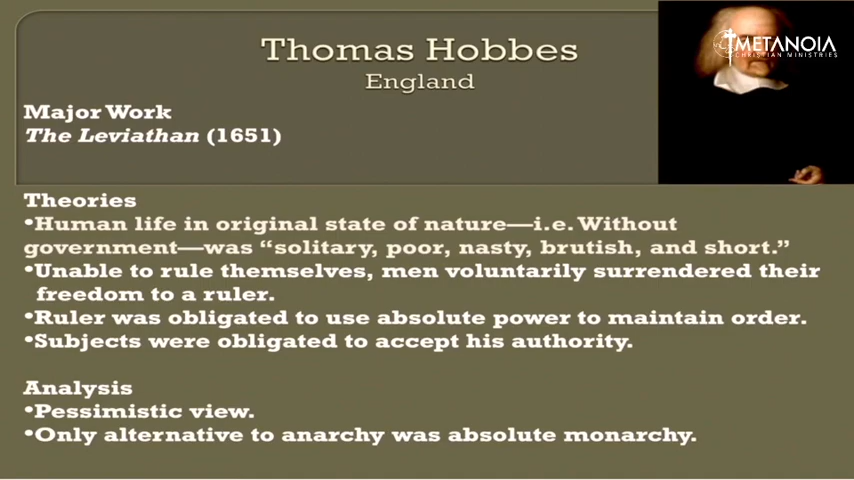 Thomas Hobbes
England
METANOIA
CHRISTIAN MINISTRIES
Major Work
The Leviathan (1651)
Theories
•Human life in original state of nature—i.e. Without
government—was “solitary, poor, nasty, brutish, and short.”
•Unable to rule themselves, men voluntarily surrendered their
freedom to a ruler.
•Ruler was obligated to use absolute power to maintain order.
•Subjects were obligated to accept his authority.
Analysis
•Pessimistic view.
•Only alternative to anarchy was absolute monarchy.